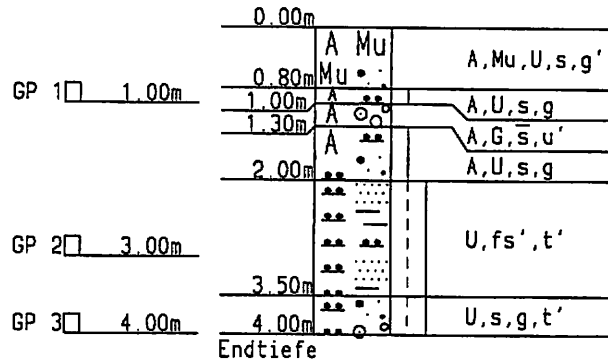 0.00m
A Mu
Mu
A,Mu,U,s,g'
0.80m
GP 1 1.00m
A
1.00m
A,U,s,g
A
1.30m
A,G,s̅,u'
A
A,U,s,g
2.00m
U,fs',t'
GP 2 3.00m
3.50m
U,s,g,t'
GP 3 4.00m
4.00m
Endtiefe